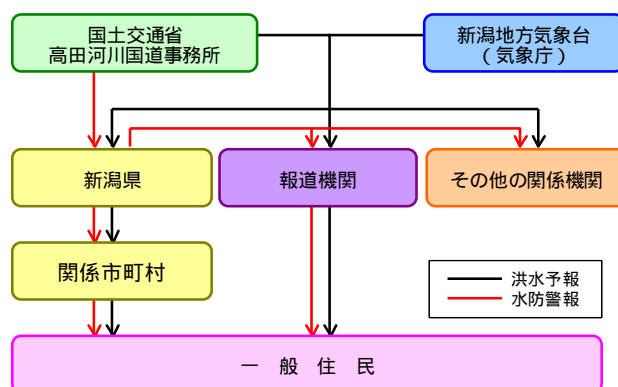 国土交通省
高田河川国道事務所
新潟地方気象台
（気象庁）
新潟県
報道機関
その他の関係機関
関係市町村
洪水予報
水防警報
一 般 住 民